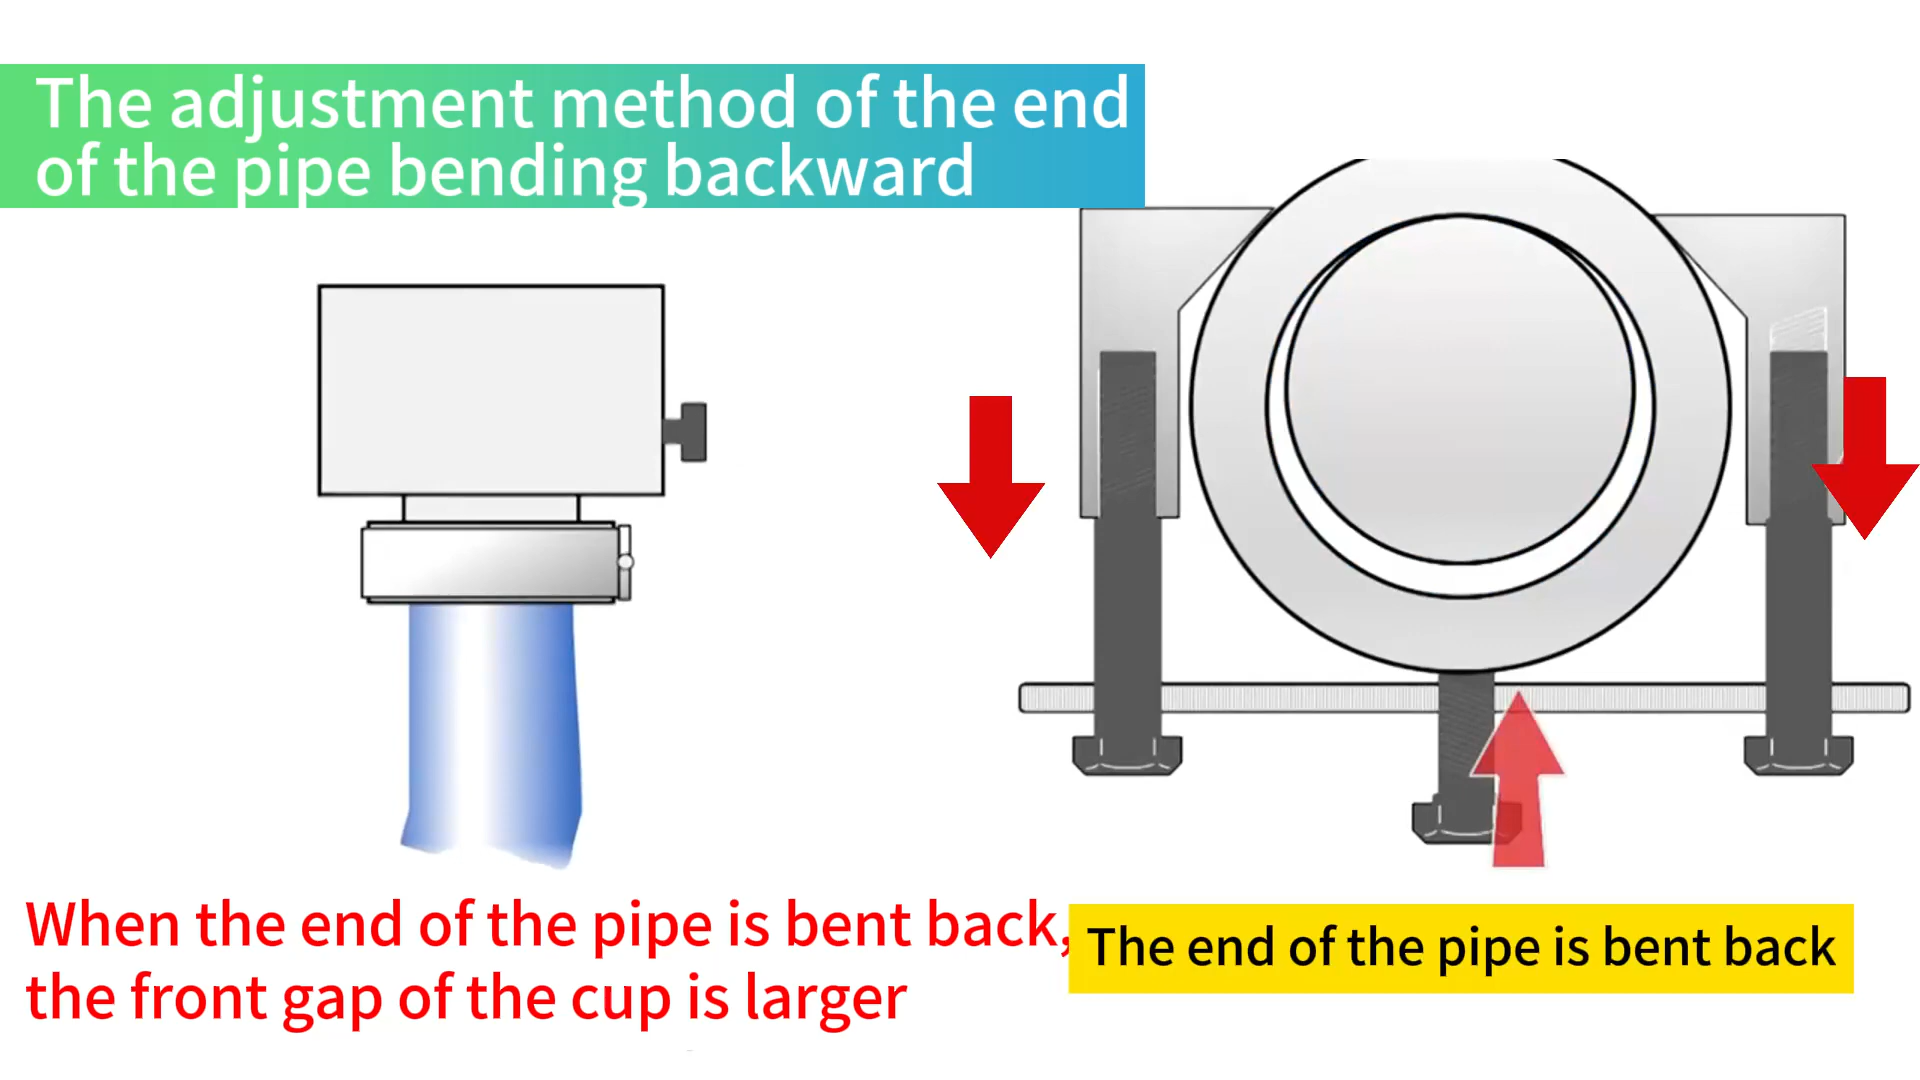 The adjustment method of the end
of the pipe bending backward
When the end of the pipe is bent back,
the front gap of the cup is larger
The end of the pipe is bent back